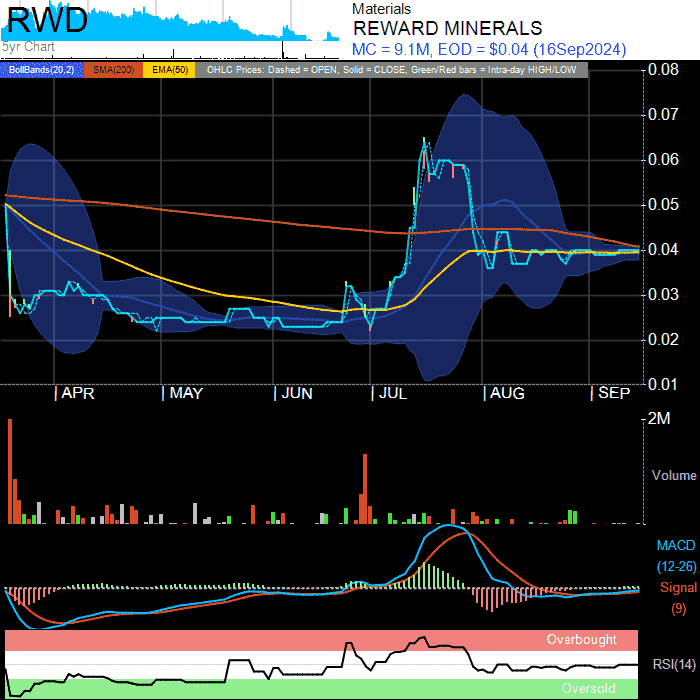 RWD
5yr Chart
Materials
REWARD MINERALS
MC = 9.1M, EOD = $0.04 (16Sep2024)
BollBands(20,2) SMA(200) EMA(50) OHLC Prices: Dashed = OPEN, Solid = CLOSE, Green/Red bars = Intra-day HIGH/LOW
0.08
0.07
0.06
0.05
0.04
0.03
0.02
0.01
APR MAY JUN JUL AUG SEP
2M
Volume
MACD
(12-26)
Signal
(9)
Overbought
RSI(14)
Oversold